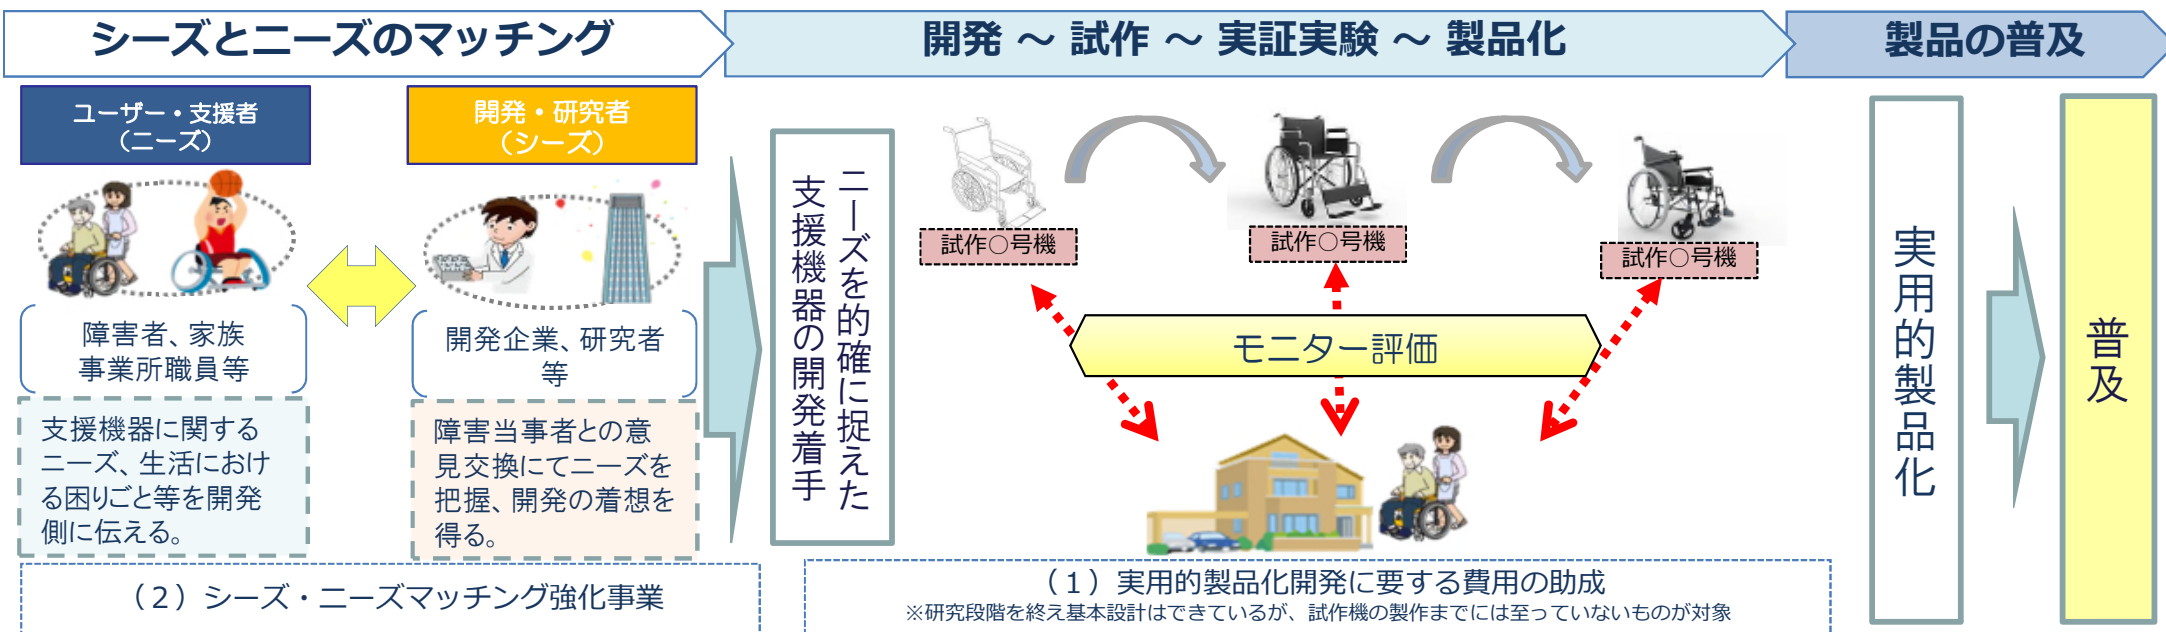 シーズとニーズのマッチング
開発 ～ 試作 ～ 実証実験 ～ 製品化
製品の普及
ユーザー・支援者
（ニーズ）
開発・研究者
（シーズ）
障害者、家族
事業所職員等
開発企業、研究者
等
支援機器に関する
ニーズ、生活におけ
る困りごと等を開発
側に伝える。
障害当事者との意
見交換にてニーズを
把握、開発の着想を
得る。
（２）シーズ・ニーズマッチング強化事業
ニーズを的確に捉えた
支援機器の開発着手
試作○号機
試作○号機
試作○号機
モニター評価
（１）実用的製品化開発に要する費用の助成
※研究段階を終え基本設計はできているが、試作機の製作までには至っていないものが対象
実用的製品化
普及